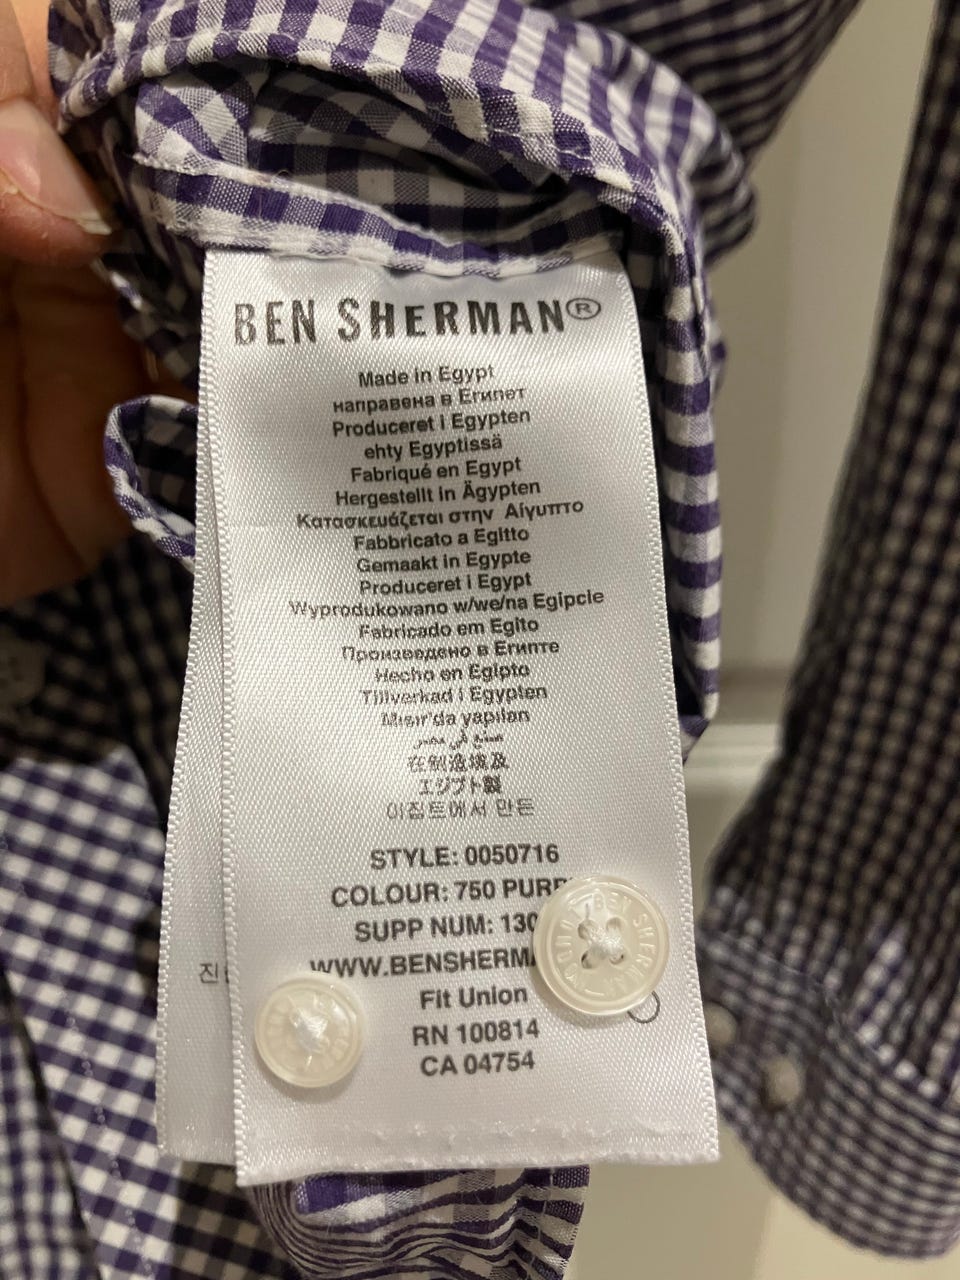 BEN SHERMAN®
Made in Egypt
направена в Египет
Produceret i Egypten
ehty Egyptissä
Fabriqué en Egypt
Hergestellt in Ägypten
Κατασκευάζεται στην Αίγυπτο
Fabbricato a Egitto
Gemaakt in Egypte
Produceret i Egypt
Wyprodukowano w/we/na Egipcie
Fabricado em Egito
Произведено в Египте
Hecho en Egipto
Tillverkad i Egypten
Mısır'da yapılan
صنع في مصر
在制造埃及
エジプト製
이집트에서 만든
STYLE: 0050716
COLOUR: 750 PURP
SUPP NUM: 130
WWW.BENSHERM
Fit Union
RN 100814
CA 04754
BEN SHERMAN